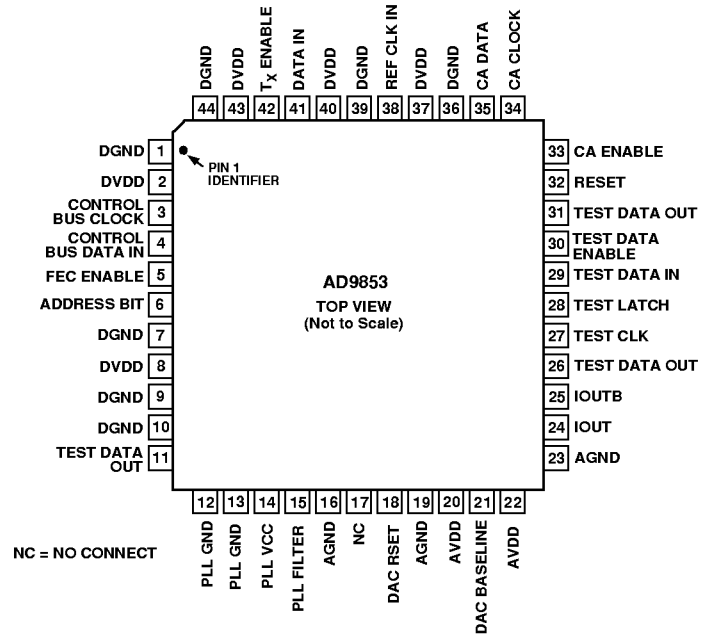 DGND
DVDD
TX ENABLE
DATA IN
DVDD
DGND
REF CLK IN
DVDD
DGND
CA DATA
CA CLOCK
44 43 42 41 40 39 38 37 36 35 34
DGND 1
DVDD 2
CONTROL
BUS CLOCK 3
CONTROL
BUS DATA IN 4
FEC ENABLE 5
ADDRESS BIT 6
DGND 7
DVDD 8
DGND 9
DGND 10
TEST DATA
OUT 11
PIN 1
IDENTIFIER
AD9853
TOP VIEW
(Not to Scale)
33 CA ENABLE
32 RESET
31 TEST DATA OUT
30 TEST DATA
ENABLE
29 TEST DATA IN
28 TEST LATCH
27 TEST CLK
26 TEST DATA OUT
25 IOUTB
24 IOUT
23 AGND
12 13 14 15 16 17 18 19 20 21 22
PLL GND
PLL GND
PLL VCC
PLL FILTER
AGND
NC
DAC RSET
AGND
AVDD
DAC BASELINE
AVDD
NC = NO CONNECT